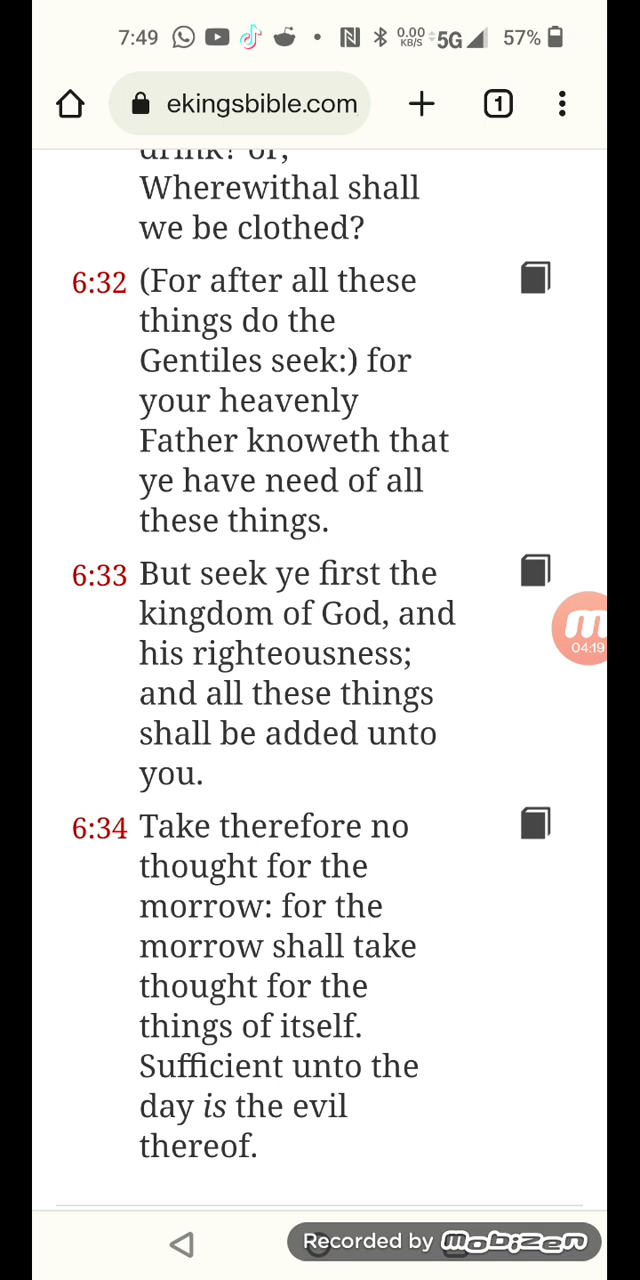 7:49 0.00 KB/S 5G 57%
ekingsbible.com 1
drink? or,
Wherewithal shall
we be clothed?
6:32 (For after all these
things do the
Gentiles seek:) for
your heavenly
Father knoweth that
ye have need of all
these things.
6:33 But seek ye first the
kingdom of God, and
his righteousness;
and all these things
shall be added unto
you.
04:19
6:34 Take therefore no
thought for the
morrow: for the
morrow shall take
thought for the
things of itself.
Sufficient unto the
day is the evil
thereof.
Recorded by mobizen